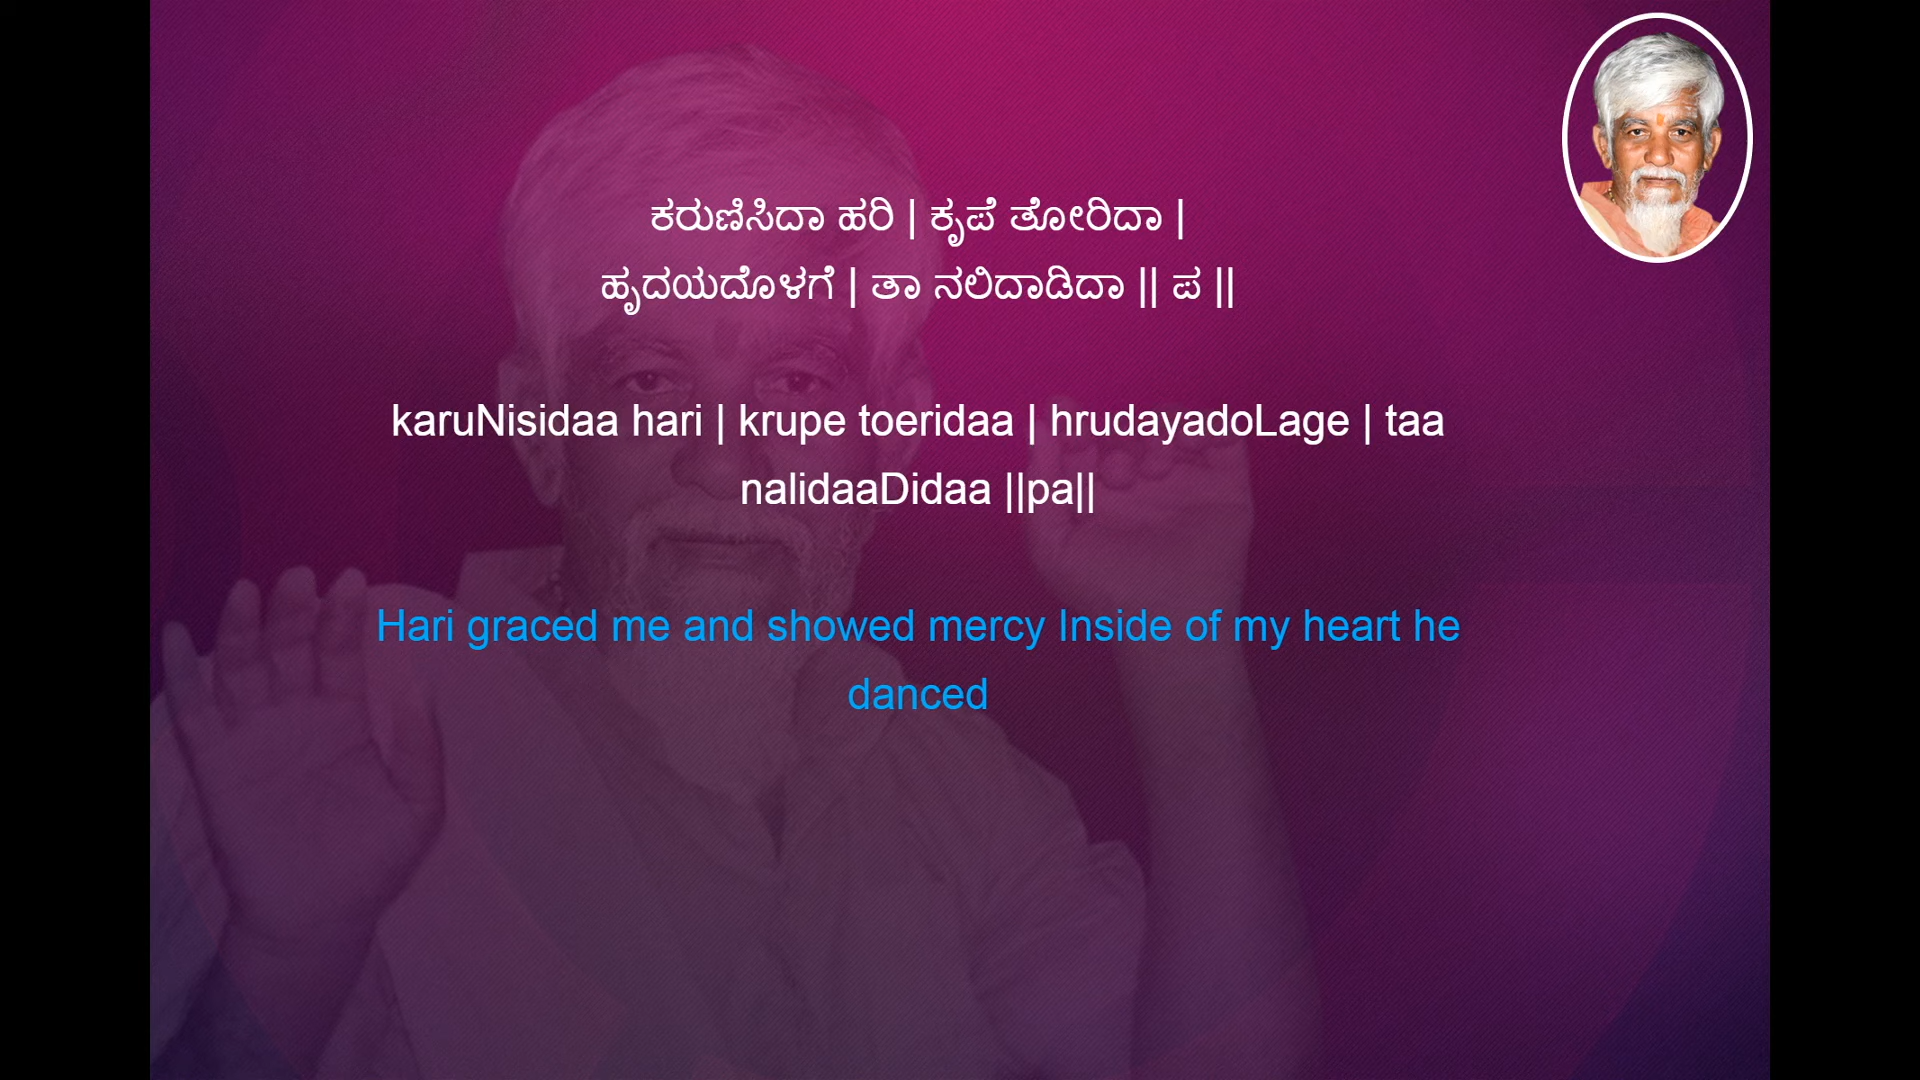 ಕರುಣಿಸಿದಾ ಹರಿ | ಕೃಪೆ ತೋರಿದಾ |
ಹೃದಯದೊಳಗೆ | ತಾ ನಲಿದಾಡಿದಾ || ಪ ||
karuNisidaa hari | krupe toeridaa | hrudayadoLage | taa
nalidaaDidaa ||pa||
Hari graced me and showed mercy Inside of my heart he
danced